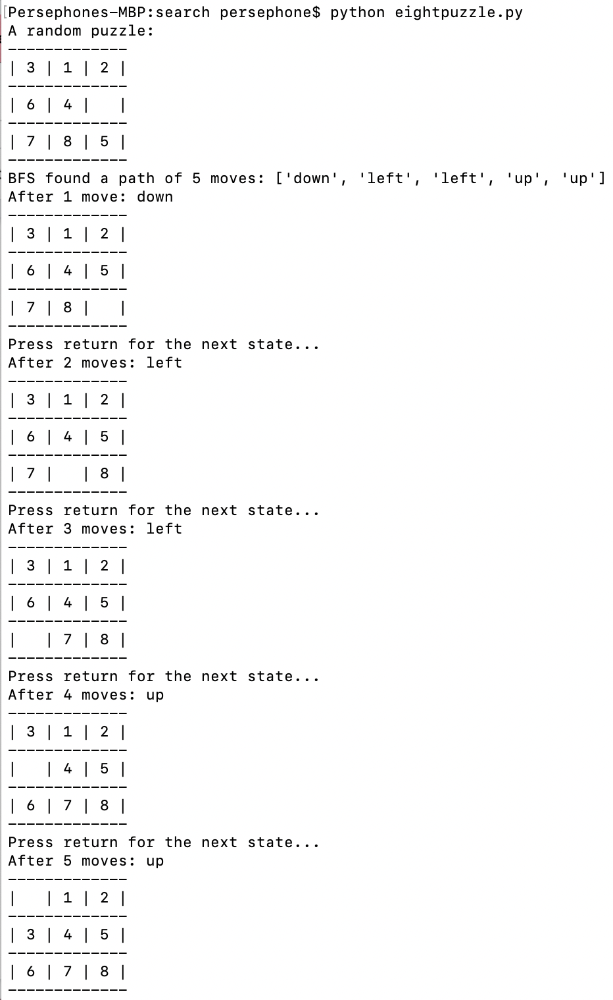 [Persephones-MBP:search persephone$ python eightpuzzle.py
A random puzzle:
-------------
| 3 | 1 | 2 |
-------------
| 6 | 4 |   |
-------------
| 7 | 8 | 5 |
-------------
BFS found a path of 5 moves: ['down', 'left', 'left', 'up', 'up']
After 1 move: down
-------------
| 3 | 1 | 2 |
-------------
| 6 | 4 | 5 |
-------------
| 7 | 8 |   |
-------------
Press return for the next state...
After 2 moves: left
-------------
| 3 | 1 | 2 |
-------------
| 6 | 4 | 5 |
-------------
| 7 |   | 8 |
-------------
Press return for the next state...
After 3 moves: left
-------------
| 3 | 1 | 2 |
-------------
| 6 | 4 | 5 |
-------------
|   | 7 | 8 |
-------------
Press return for the next state...
After 4 moves: up
-------------
| 3 | 1 | 2 |
-------------
|   | 4 | 5 |
-------------
| 6 | 7 | 8 |
-------------
Press return for the next state...
After 5 moves: up
-------------
|   | 1 | 2 |
-------------
| 3 | 4 | 5 |
-------------
| 6 | 7 | 8 |
-------------